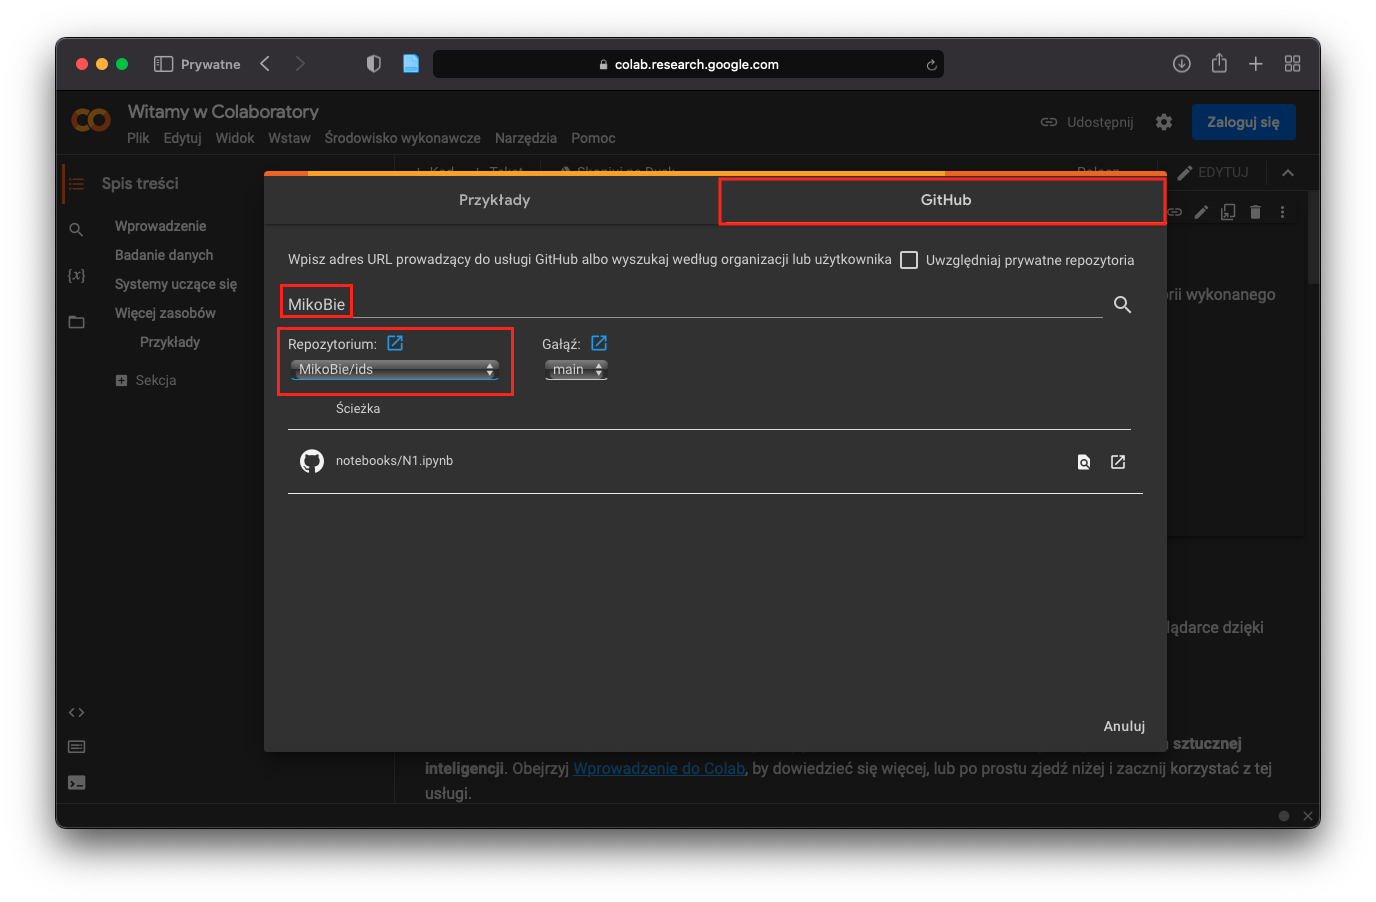 Prywatne
colab.research.google.com
Witamy w Colaboratory
Plik Edytuj Widok Wstaw Środowisko wykonawcze Narzędzia Pomoc
Udostępnij
Zaloguj się
Spis treści
EDYTUJ
Wprowadzenie
Badanie danych
Systemy uczące się
Więcej zasobów
Przykłady
Sekcja
Przykłady
GitHub
Wpisz adres URL prowadzący do usługi GitHub albo wyszukaj według organizacji lub użytkownika
Uwzględniaj prywatne repozytoria
MikoBie
Repozytorium:
Gałąź:
MikoBie/ids
main
Ścieżka
notebooks/N1.ipynb
Anuluj
wykonanego
dzięki
sztucznej
inteligencji. Obejrzyj Wprowadzenie do Colab, by dowiedzieć się więcej, lub po prostu zjedź niżej i zacznij korzystać z tej
usługi.